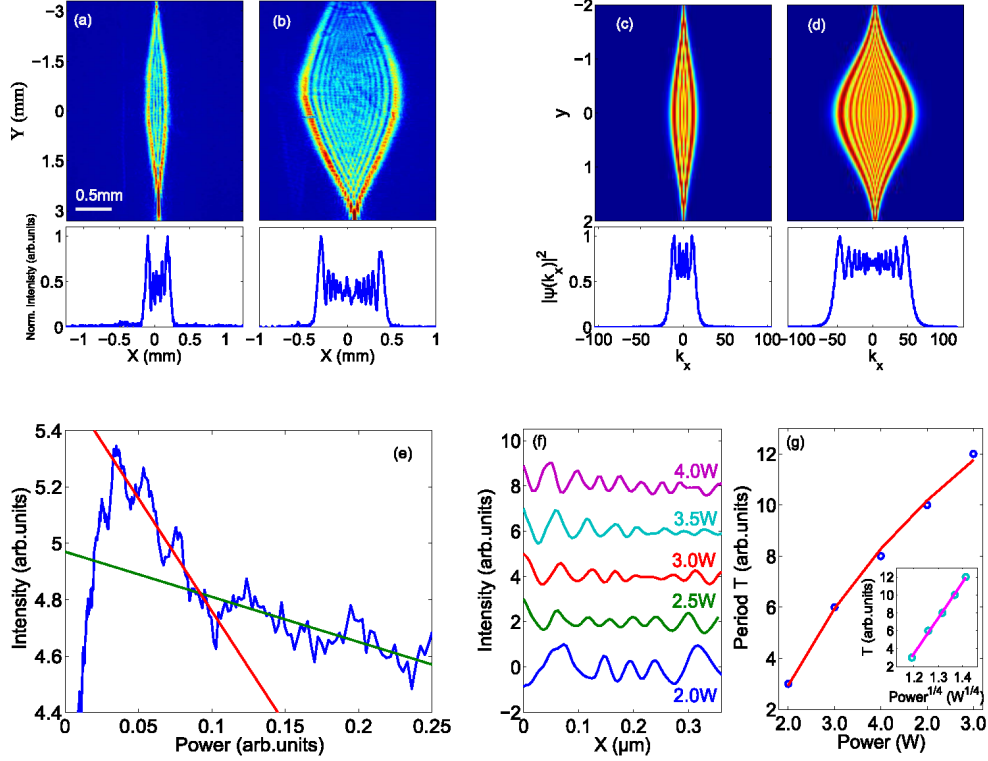 (a)
(b)
(c)
(d)
−3
−1.5
0
1.5
3
Y (mm)
0.5mm
−2
1
0
1
2
y
Norm. Intenisty (arb.units)
1
0.5
0
−1 −0.5 0 0.5 1
X (mm)
−1 −0.5 0 0.5 1
X (mm)
|ψ(kx)|2
1
0.5
0
−100 −50 0 50 100
kx
−100 −50 0 50 100
kx
(e)
5.4
5.2
5
4.8
4.6
4.4
Intensity (arb.units)
0 0.05 0.1 0.15 0.2 0.25
Power (arb.units)
(f)
10
8
6
4
2
0
−2
Intensity (arb.units)
4.0W
3.5W
3.0W
2.5W
2.0W
0 0.1 0.2 0.3
X (μm)
(g)
12
10
8
6
4
2
Period T (arb.units)
2.0 3.0 4.0 2.0 3.0
Power (W)
12
10
8
6
4
2
T (arb.units)
1.2 1.3 1.4
Power1/4 (W1/4)